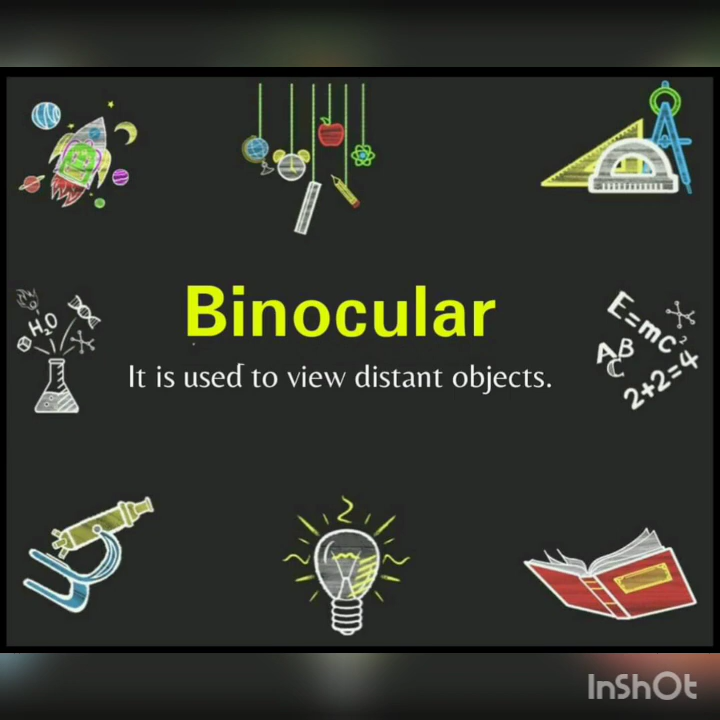 Binocular
It is used to view distant objects.
H₂O
E=mc²
AB
C
2+2=4
InShOt